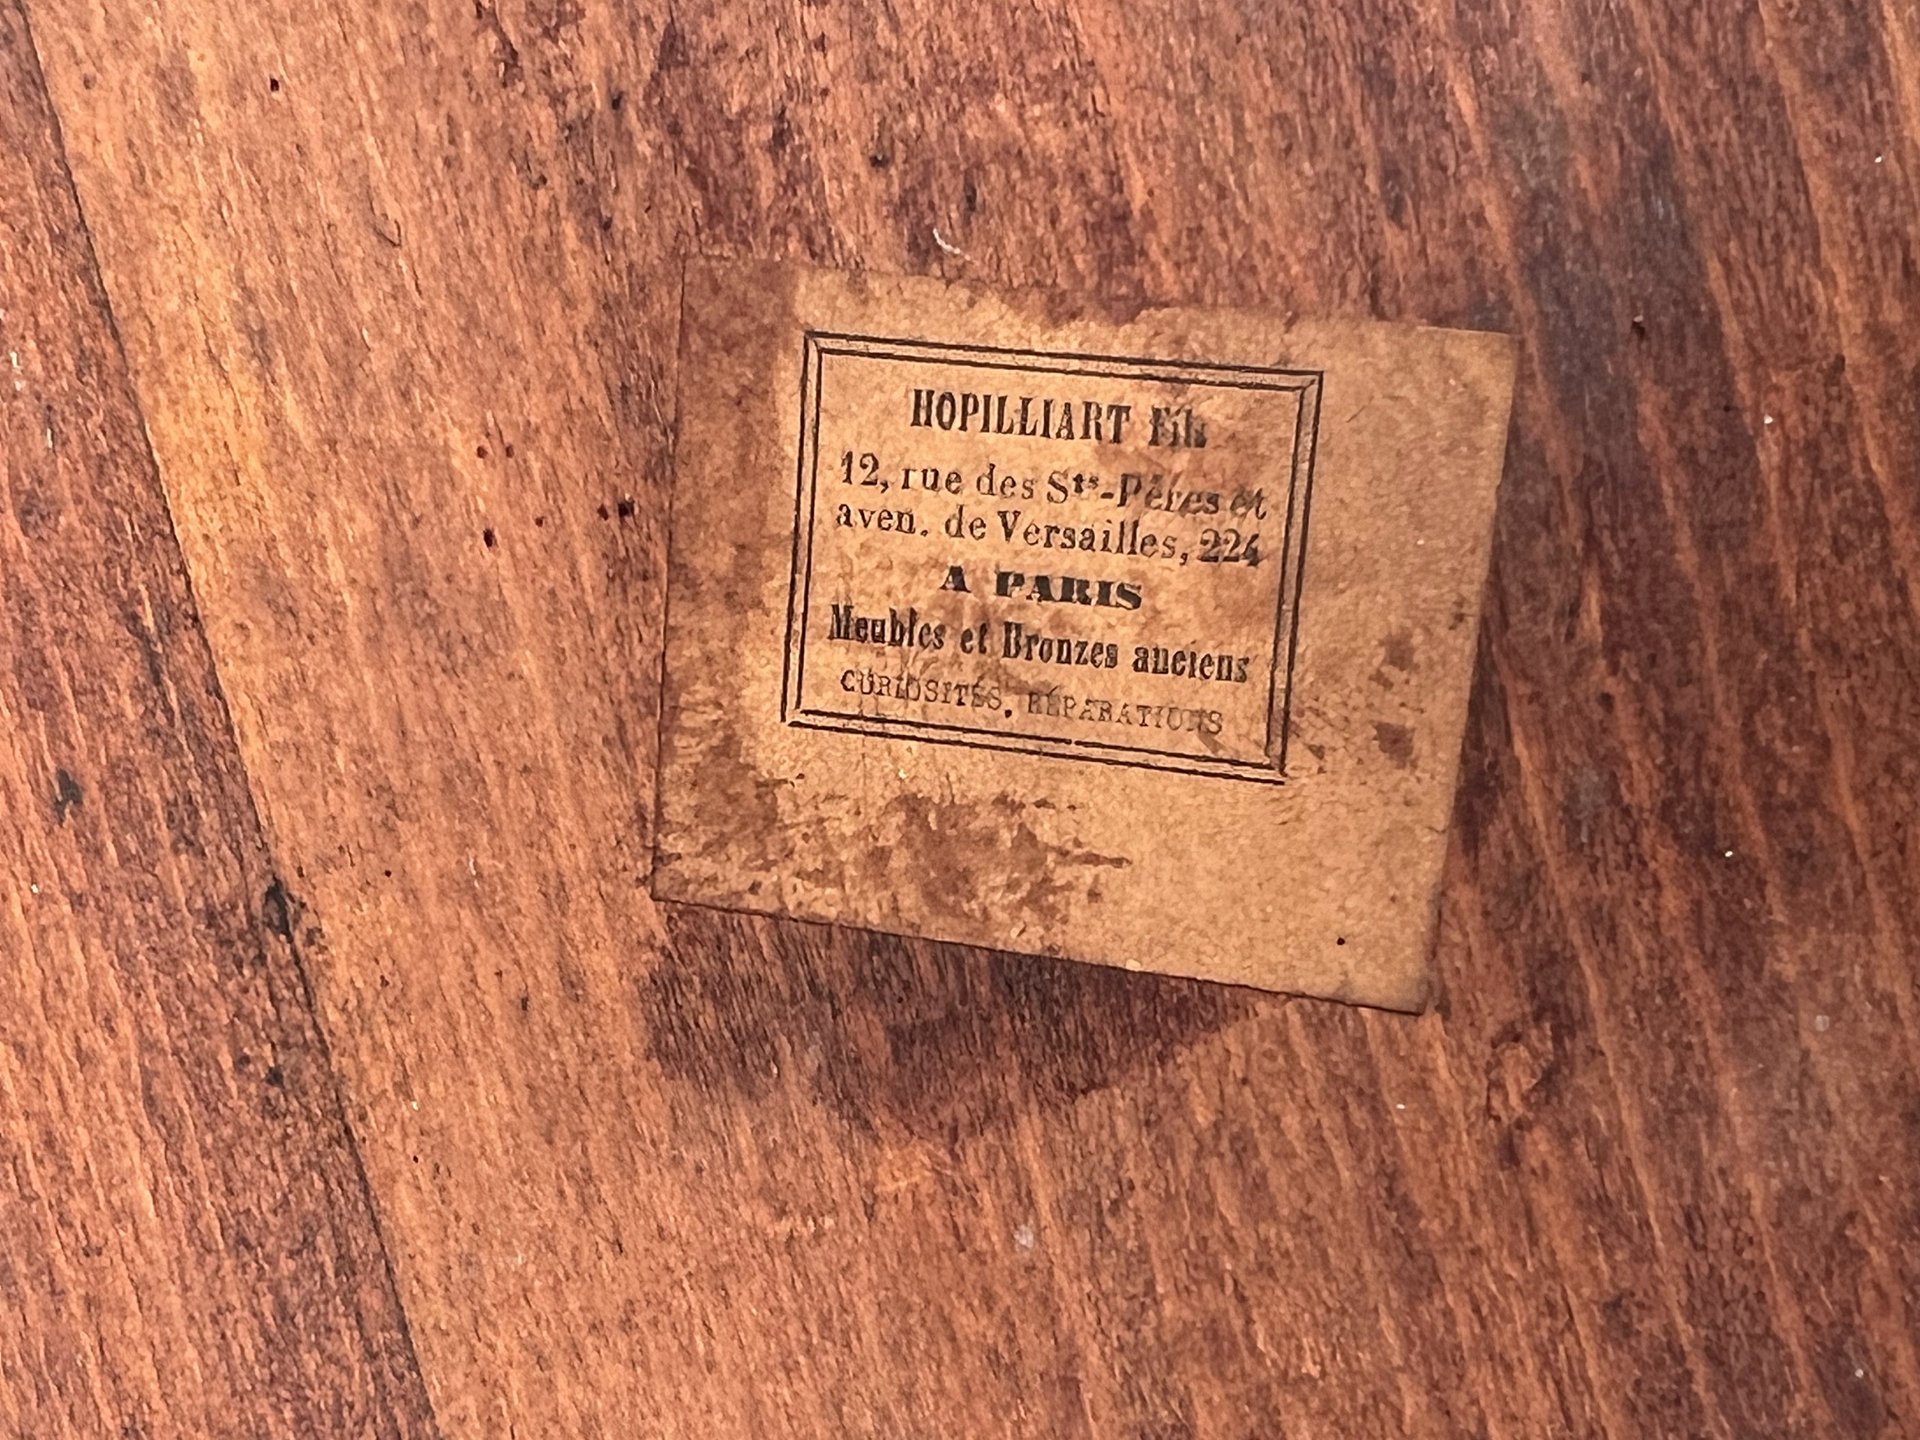 HOPILLIART Fils
12, rue des Sts-Pères et
aven. de Versailles, 224
A PARIS
Meubles et Bronzes anciens
CURIOSITÉS, RÉPARATIONS